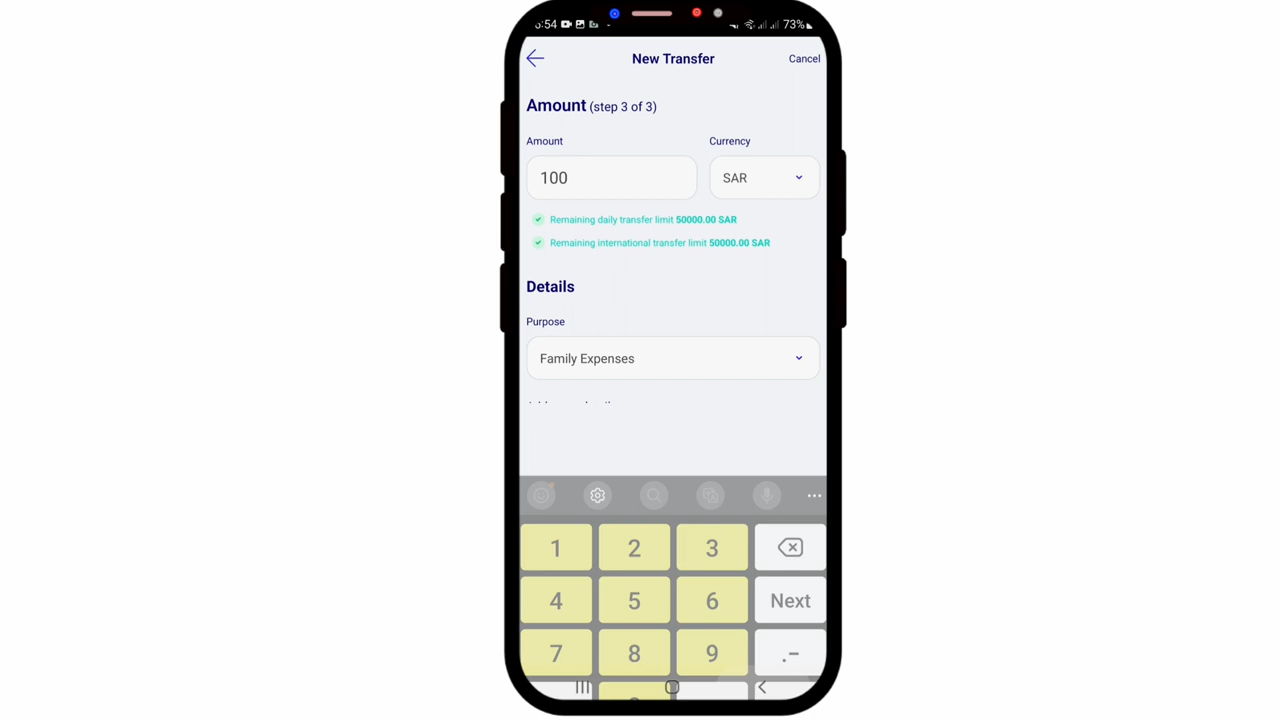 73%
New Transfer
Cancel
Amount (step 3 of 3)
Amount
Currency
100
SAR
Remaining daily transfer limit 50000.00 SAR
Remaining international transfer limit 50000.00 SAR
Details
Purpose
Family Expenses
1 2 3
4 5 6 Next
7 8 9 .-